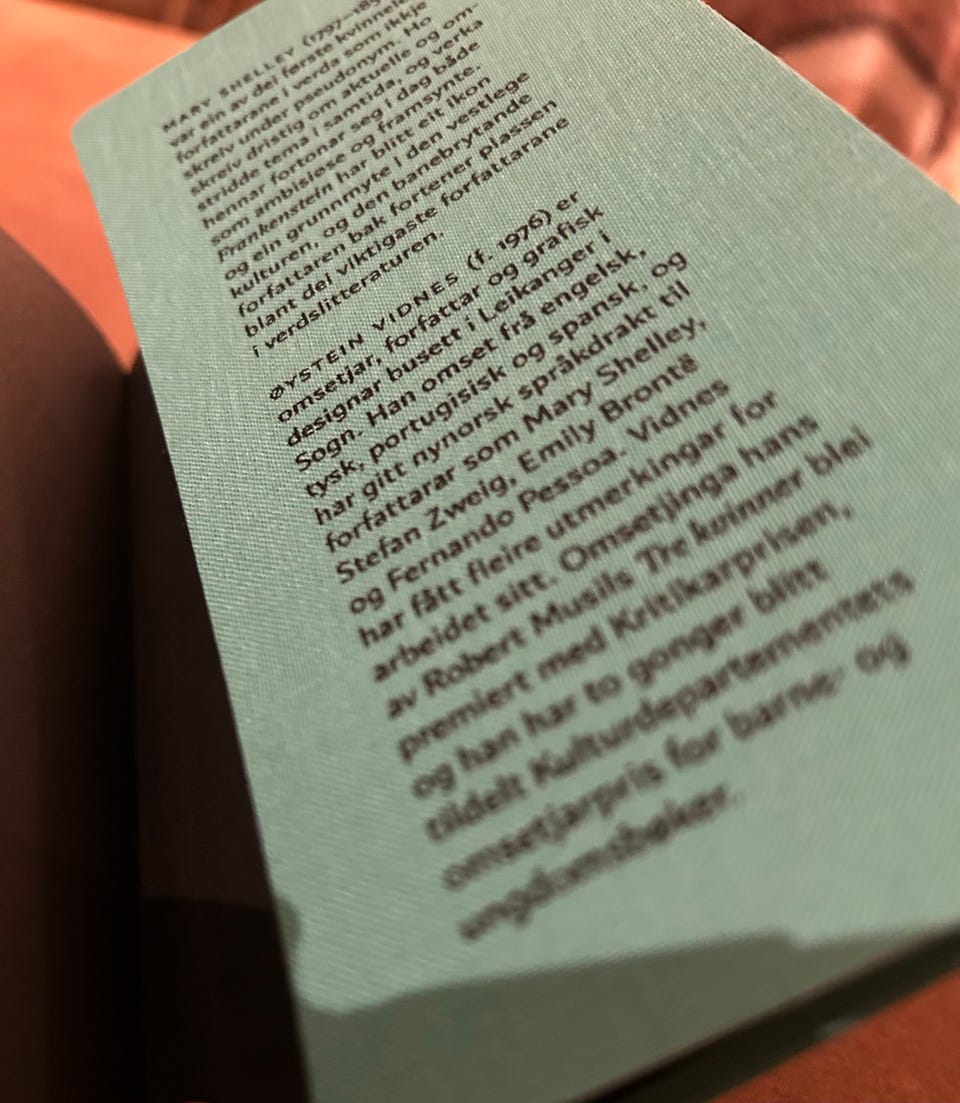 MARY SHELLEY (1797–185
var ein av dei første kvinnelege
forfattarane i verda som ikkje
skreiv under pseudonym. Ho
skreiv dristig om aktuelle og om-
stridde tema i samtida, og verka
hennar fortonar seg i dag både
som ambisiøse og framsynte.
Frankenstein har blitt eit ikon
og ein grunnmyte i den vestlege
kulturen, og den banebrytande
forfattaren bak fortener plassen
blant dei viktigaste forfattarane
i verdslitteraturen.
ØYSTEIN VIDNES (f. 1976) er
omsetjar, forfattar og grafisk
designar busett i Leikanger i
Sogn. Han omset frå engelsk,
tysk, portugisisk og spansk, og
har gitt nynorsk språkdrakt til
forfattarar som Mary Shelley,
Stefan Zweig, Emily Brontë
og Fernando Pessoa. Vidnes
har fått fleire utmerkingar for
arbeidet sitt. Omsetjinga hans
av Robert Musils Tre kvinner blei
premiert med Kritikarprisen,
og han har to gonger blitt
tildelt Kulturdepartementets
omsetjarpris for barne- og
ungdomsbøker.